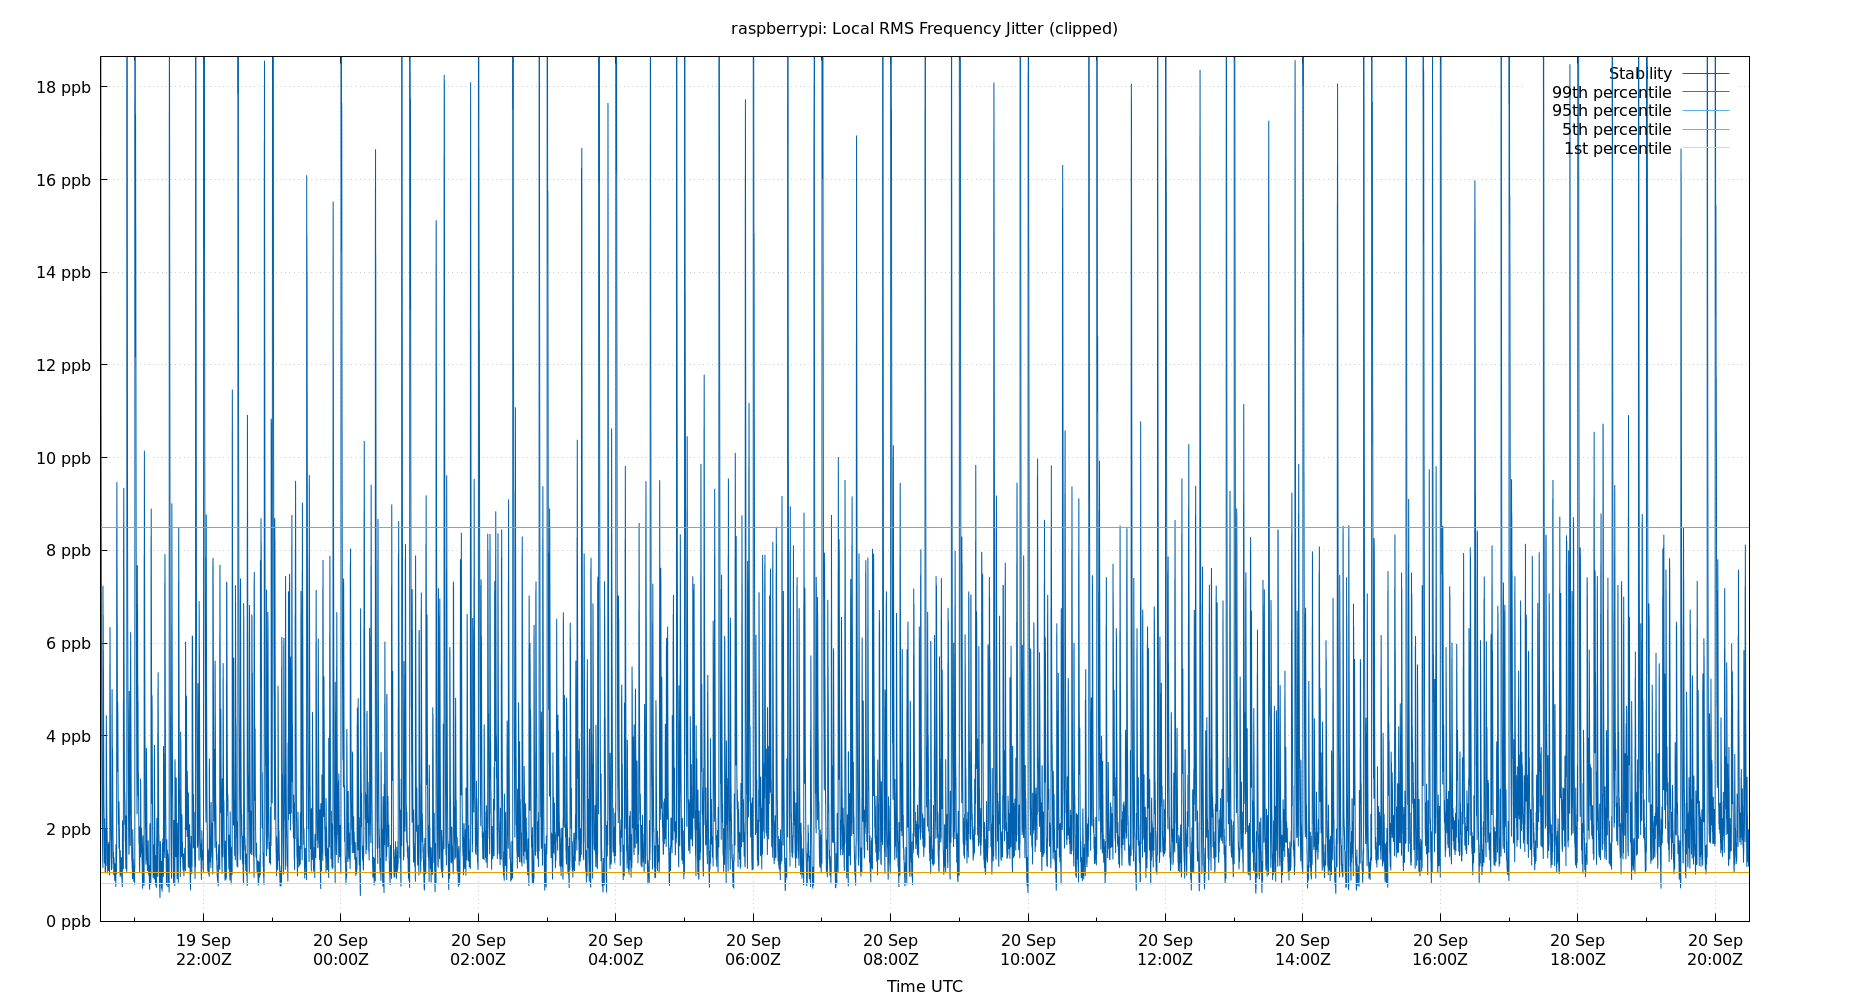 raspberrypi: Local RMS Frequency Jitter (clipped)
Stability
99th percentile
95th percentile
5th percentile
1st percentile
18 ppb
16 ppb
14 ppb
12 ppb
10 ppb
8 ppb
6 ppb
4 ppb
2 ppb
0 ppb
19 Sep 20 Sep 20 Sep 20 Sep 20 Sep 20 Sep 20 Sep 20 Sep 20 Sep 20 Sep 20 Sep 20 Sep
22:00Z 00:00Z 02:00Z 04:00Z 06:00Z 08:00Z 10:00Z 12:00Z 14:00Z 16:00Z 18:00Z 20:00Z
Time UTC